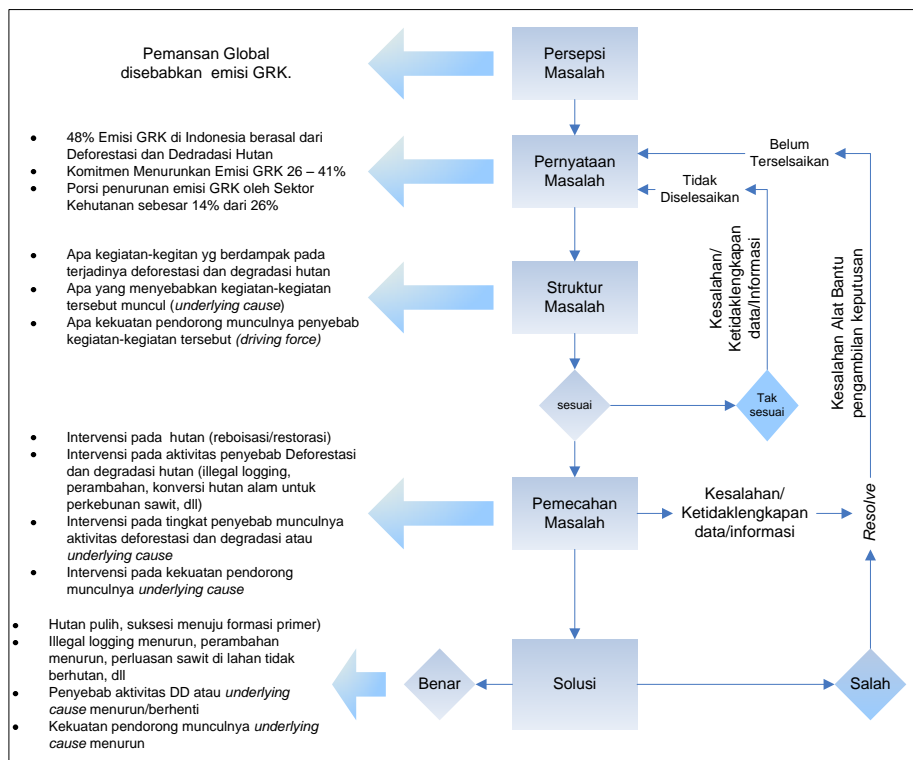 Pemansan Global
disebabkan emisi GRK.
Persepsi
Masalah
• 48% Emisi GRK di Indonesia berasal dari
Deforestasi dan Dedradasi Hutan
• Komitmen Menurunkan Emisi GRK 26 – 41%
• Porsi penurunan emisi GRK oleh Sektor
Kehutanan sebesar 14% dari 26%
Pernyataan
Masalah
Belum
Terselsaikan
Tidak
Diselesaikan
• Apa kegiatan-kegitan yg berdampak pada
terjadinya deforestasi dan degradasi hutan
• Apa yang menyebabkan kegiatan-kegiatan
tersebut muncul (underlying cause)
• Apa kekuatan pendorong munculnya penyebab
kegiatan-kegiatan tersebut (driving force)
Struktur
Masalah
Kesalahan/
Ketidaklengkapan
data/Informasi
Kesalahan Alat Bantu
pengambilan keputusan
sesuai
Tak
sesuai
• Intervensi pada hutan (reboisasi/restorasi)
• Intervensi pada aktivitas penyebab Deforestasi
dan degradasi hutan (illegal logging,
perambahan, konversi hutan alam untuk
perkebunan sawit, dll)
• Intervensi pada tingkat penyebab munculnya
aktivitas deforestasi dan degradasi atau
underlying cause
• Intervensi pada kekuatan pendorong
munculnya underlying cause
Pemecahan
Masalah
Kesalahan/
Ketidaklengkapan
data/informasi
Resolve
• Hutan pulih, suksesi menuju formasi primer)
• Illegal logging menurun, perambahan
menurun, perluasan sawit di lahan tidak
berhutan, dll
• Penyebab aktivitas DD atau underlying
cause menurun/berhenti
• Kekuatan pendorong munculnya underlying
cause menurun
Benar
Solusi
Salah